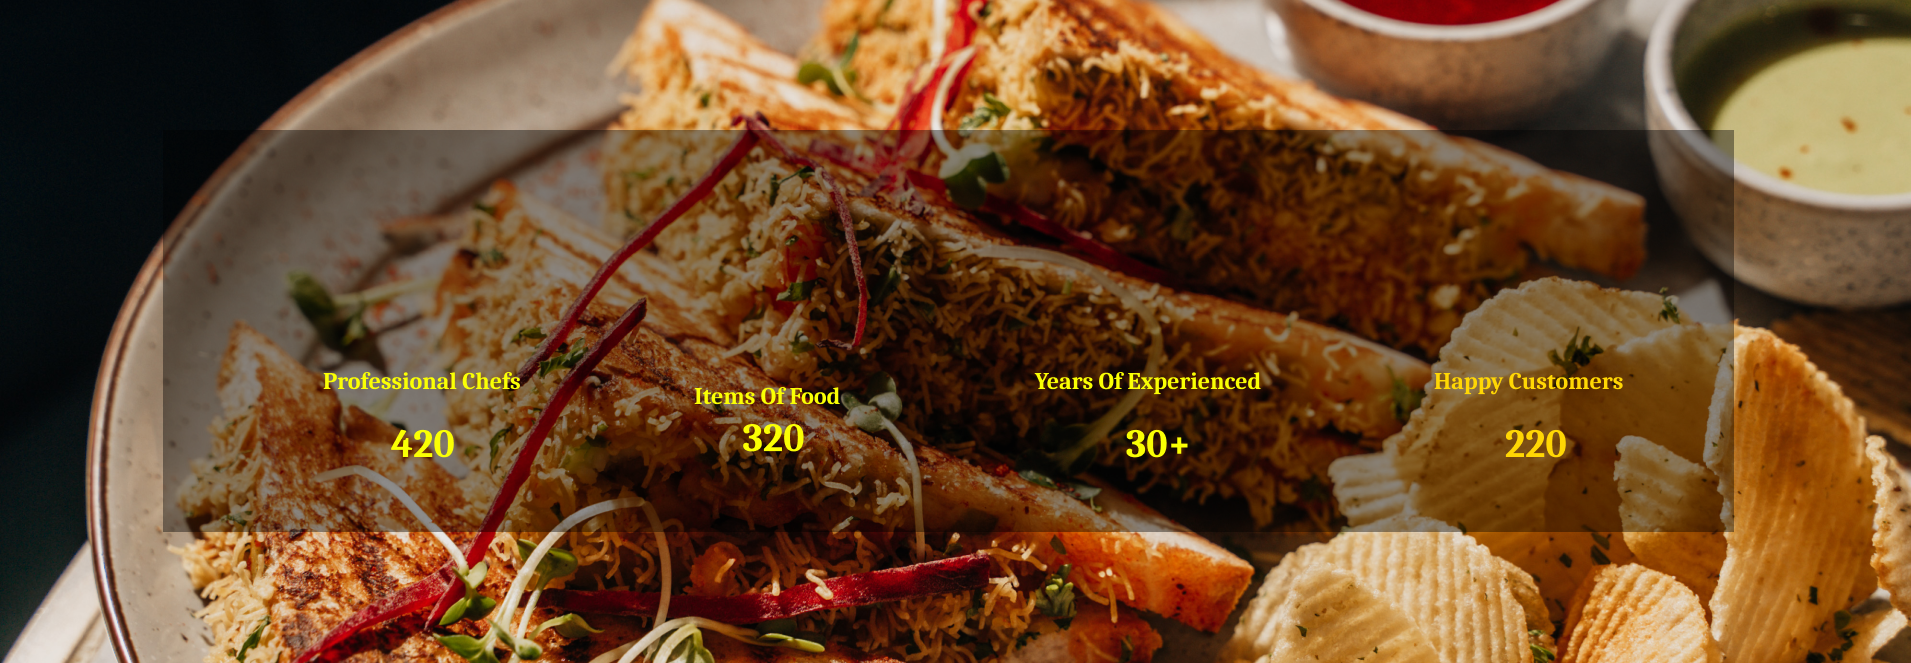 Professional Chefs
420
Items Of Food
320
Years Of Experienced
30+
Happy Customers
220